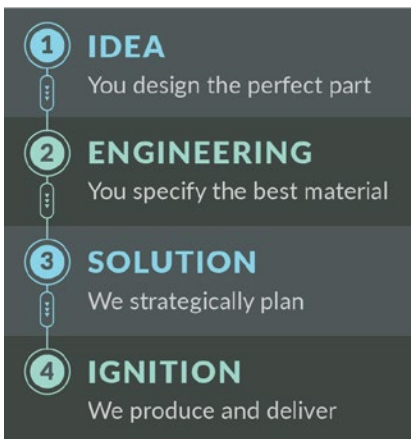 1
IDEA
You design the perfect part
2
ENGINEERING
You specify the best material
3
SOLUTION
We strategically plan
4
IGNITION
We produce and deliver